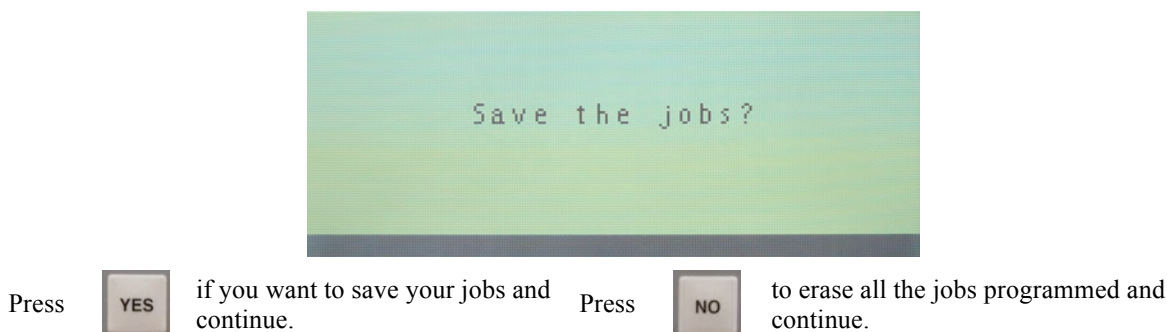 Save the jobs?
Press YES if you want to save your jobs and continue. Press NO to erase all the jobs programmed and continue.